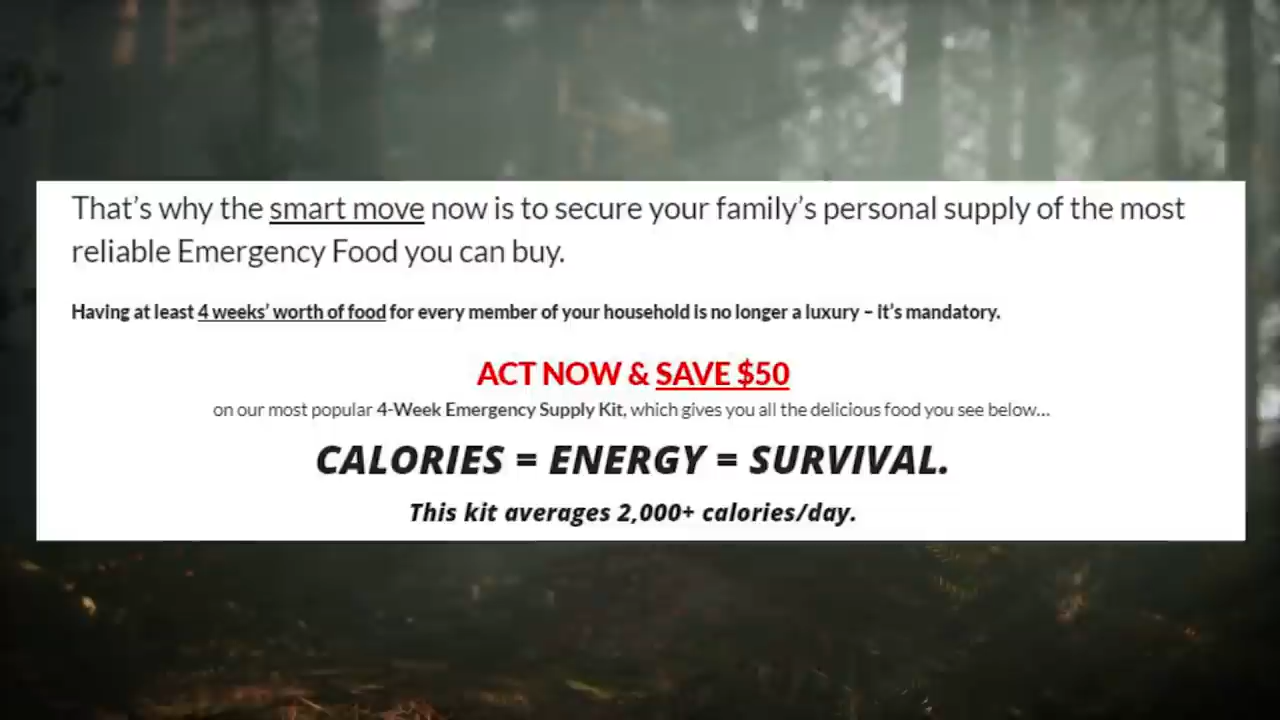 That’s why the smart move now is to secure your family’s personal supply of the most
reliable Emergency Food you can buy.
Having at least 4 weeks’ worth of food for every member of your household is no longer a luxury – it’s mandatory.
ACT NOW & SAVE $50
on our most popular 4-Week Emergency Supply Kit, which gives you all the delicious food you see below...
CALORIES = ENERGY = SURVIVAL.
This kit averages 2,000+ calories/day.